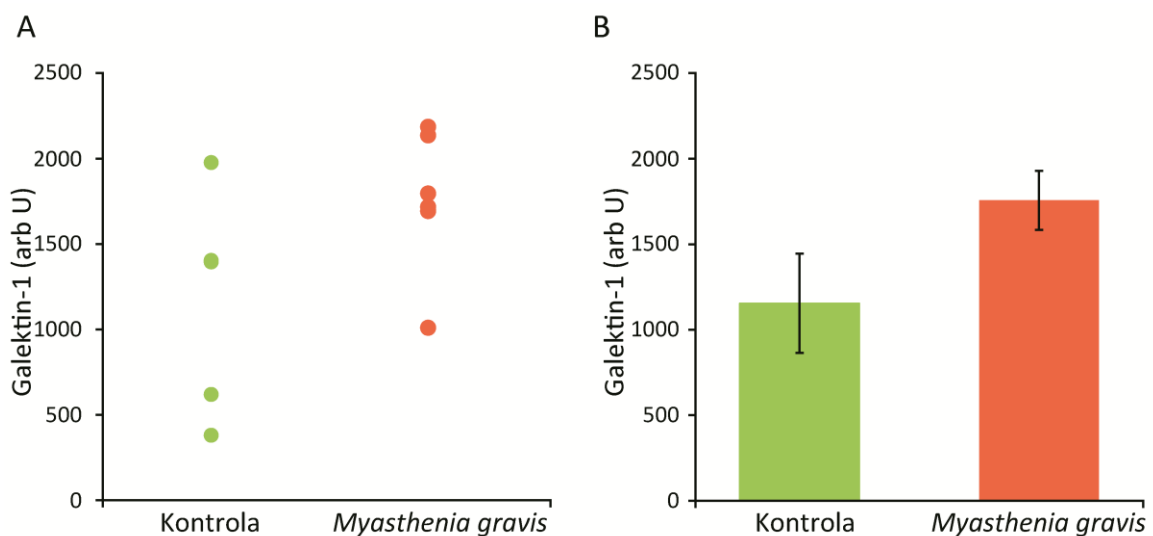 A
2500
2000
1500
1000
500
0
Galektin-1 (arb U)
Kontrola
Myasthenia gravis
B
2500
2000
1500
1000
500
0
Galektin-1 (arb U)
Kontrola
Myasthenia gravis